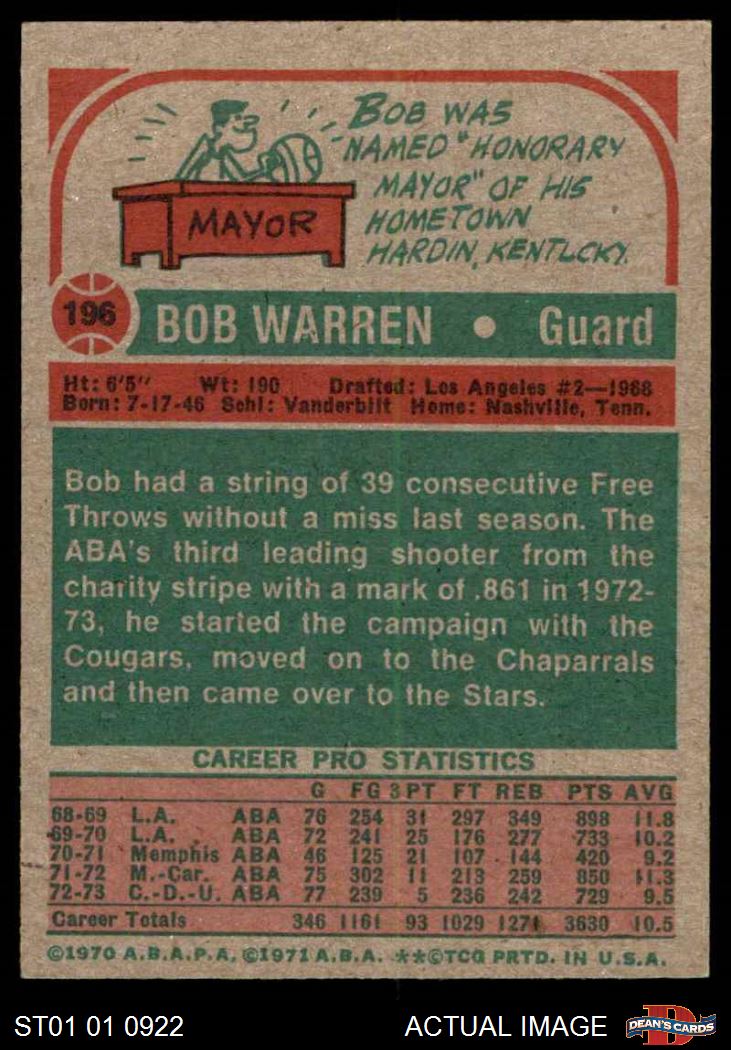 BOB WAS
NAMED "HONORARY
MAYOR" OF HIS
HOMETOWN
HARDIN, KENTLCKY.
MAYOR
196 BOB WARREN • Guard
Ht: 6'5" Wt: 190 Drafted: Los Angeles #2—1968
Born: 7-17-46 Schl: Vanderbilt Home: Nashville, Tenn.
Bob had a string of 39 consecutive Free
Throws without a miss last season. The
ABA's third leading shooter from the
charity stripe with a mark of .861 in 1972-
73, he started the campaign with the
Cougars, moved on to the Chaparrals
and then came over to the Stars.
CAREER PRO STATISTICS
G FG 3PT FT REB PTS AVG
68-69 L.A. ABA 76 254 31 297 349 898 11.8
69-70 L.A. ABA 72 241 25 176 277 733 10.2
70-71 Memphis ABA 46 125 21 107 144 420 9.2
71-72 M.-Car. ABA 75 302 11 213 259 850 11.3
72-73 C.-D.-U. ABA 77 239 5 236 242 729 9.5
Career Totals 346 1161 93 1029 1271 3630 10.5
©1970 A.B.A.P.A. ©1971 A.B.A. **©TCG PRTD. IN U.S.A.
ST01 01 0922 ACTUAL IMAGE D DEAN'S CARDS